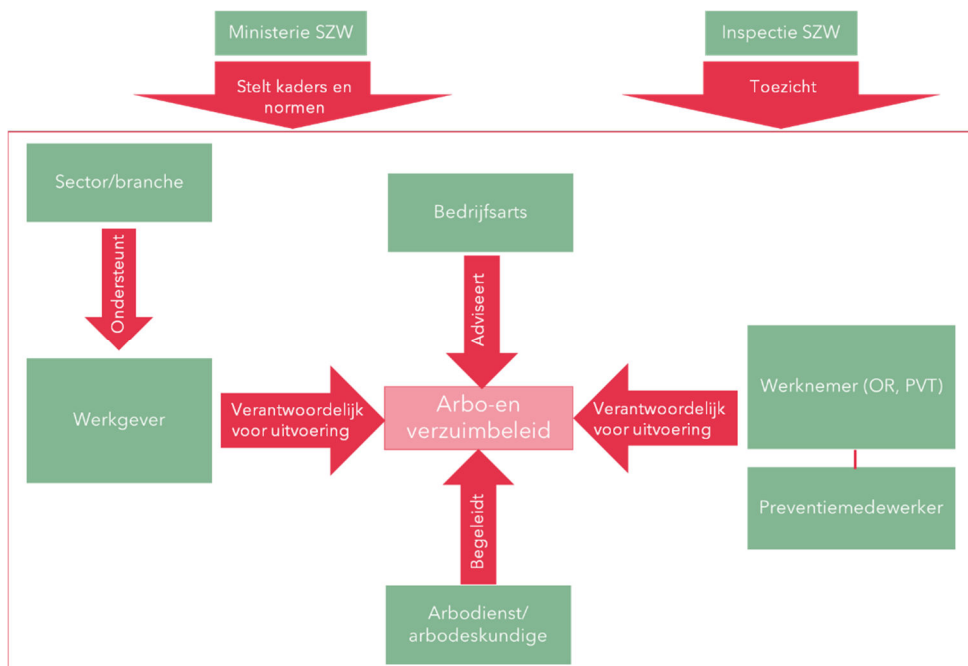 Ministerie SZW
Inspectie SZW
Stelt kaders en
normen
Toezicht
Sector/branche
Bedrijfsarts
Ondersteunt
Adviseert
Werkgever
Verantwoordelijk
voor uitvoering
Arbo-en
verzuimbeleid
Verantwoordelijk
voor uitvoering
Werknemer (OR, PVT)
Preventiemedewerker
Begeleidt
Arbodienst/
arbodeskundige